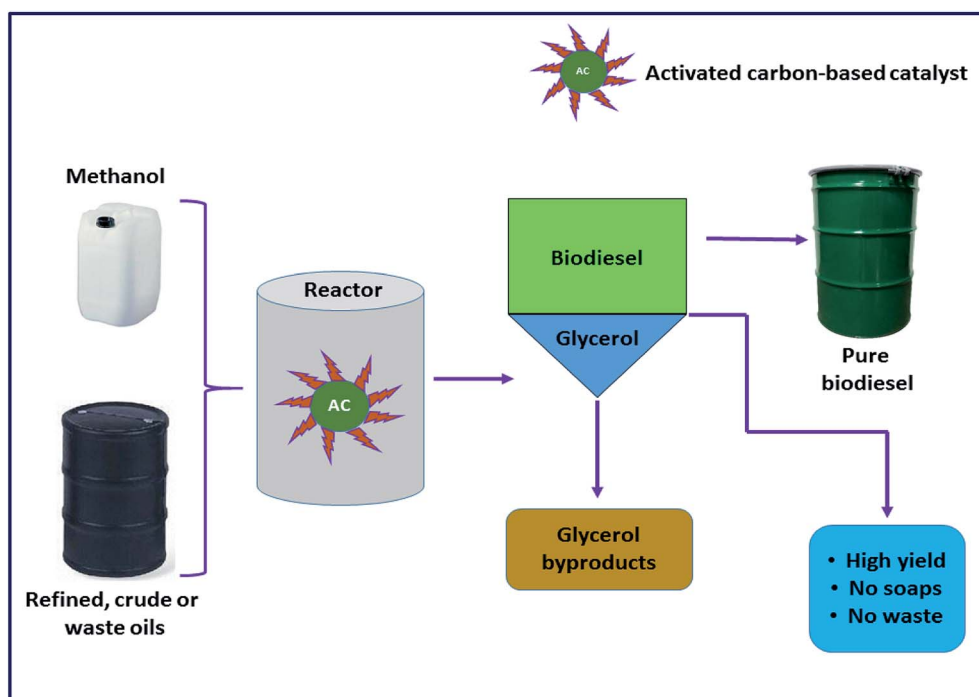 AC
Activated carbon-based catalyst
Methanol
Reactor
AC
Refined, crude or
waste oils
Biodiesel
Glycerol
Pure
biodiesel
Glycerol
byproducts
• High yield
• No soaps
• No waste